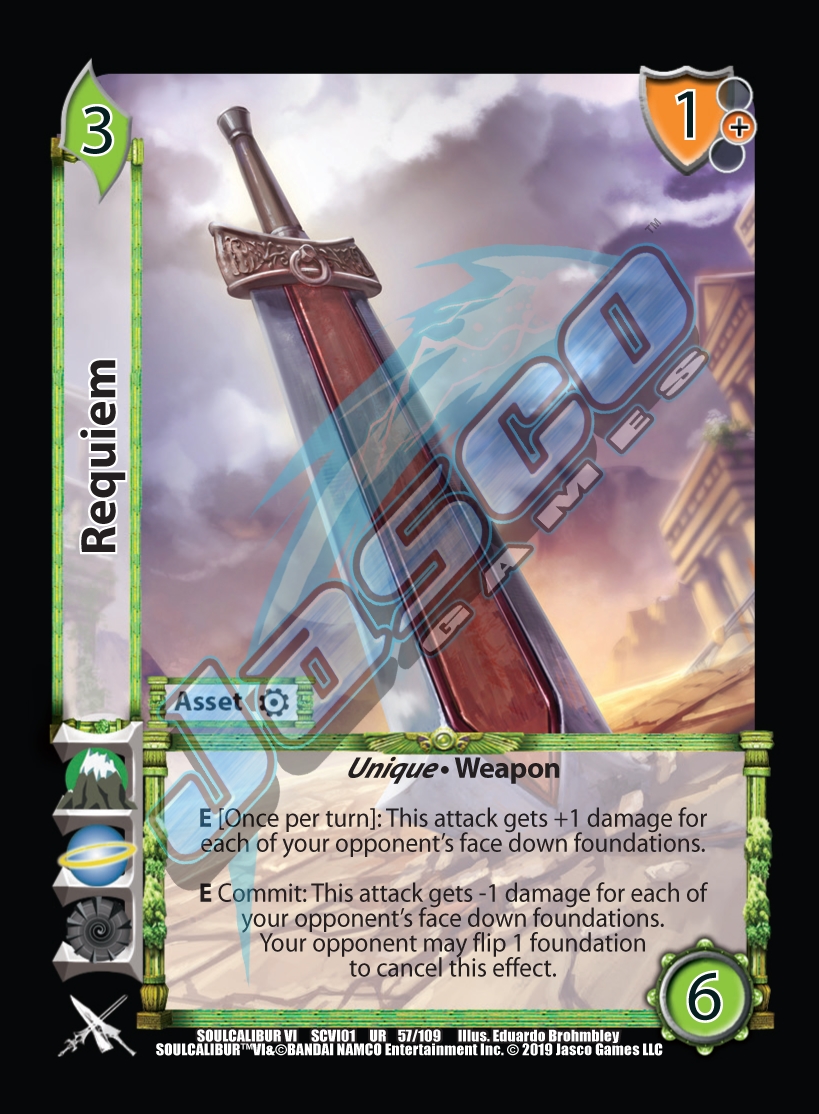 3
1
+
Requiem
JASCO
GAMES
™
Asset
Unique • Weapon
E [Once per turn]: This attack gets +1 damage for
each of your opponent's face down foundations.
E Commit: This attack gets -1 damage for each of
your opponent's face down foundations.
Your opponent may flip 1 foundation
to cancel this effect.
6
SOULCALIBUR VI SCVI01 UR 57/109 Illus. Eduardo Brohmbley
SOULCALIBUR™VI&©BANDAI NAMCO Entertainment Inc. © 2019 Jasco Games LLC